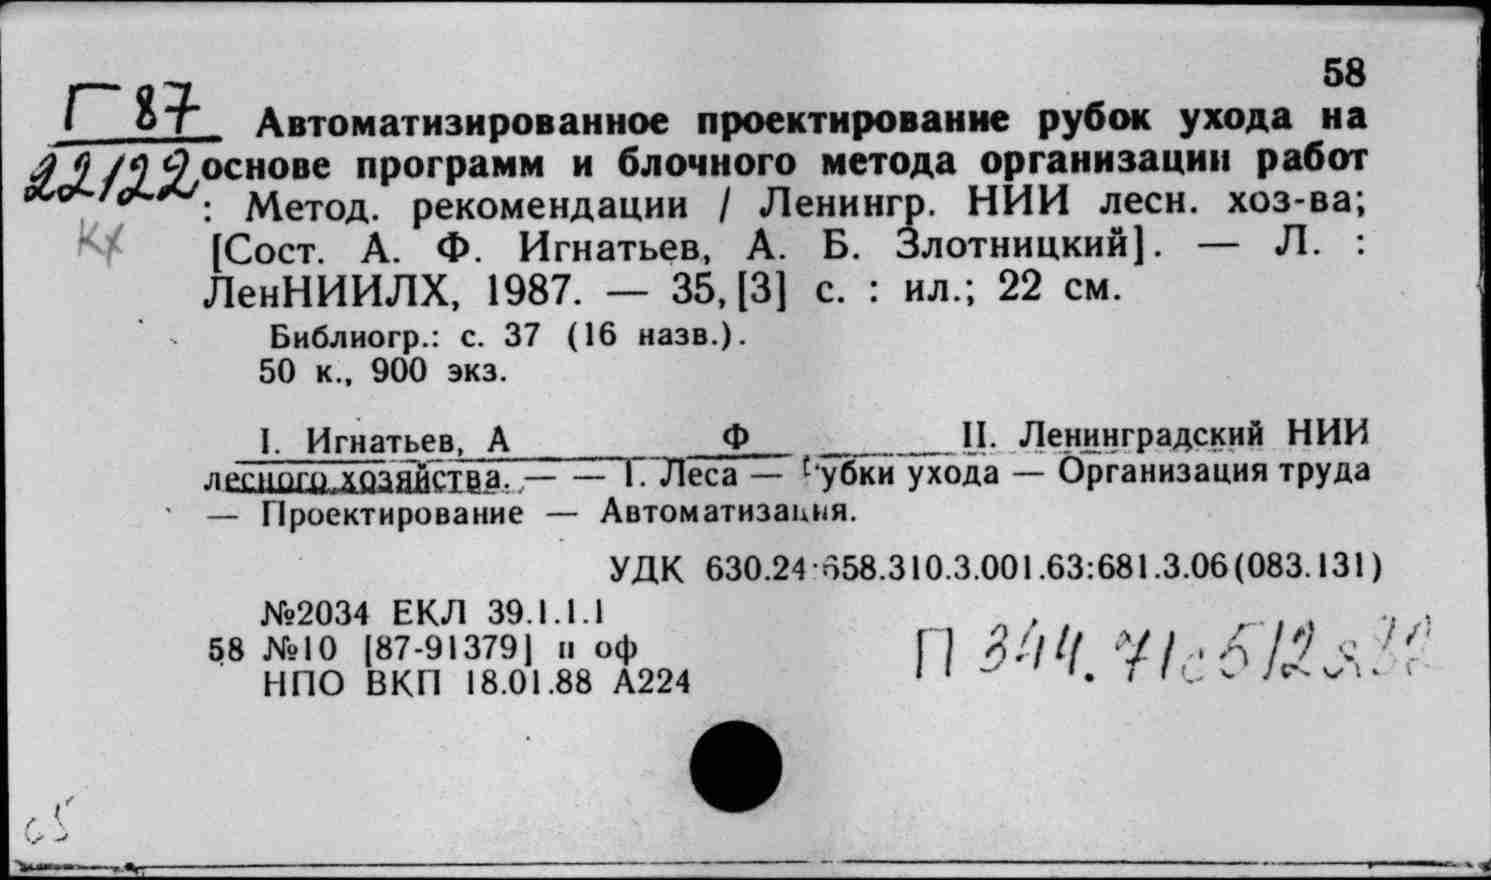 58
Г 87
22122
Кх
Автоматизированное проектирование рубок ухода на
основе программ и блочного метода организации работ
: Метод. рекомендации / Ленингр. НИИ лесн. хоз-ва;
[Сост. А. Ф. Игнатьев, А. Б. Злотницкий]. — Л. :
ЛенНИИЛХ, 1987. — 35, [3] с. : ил.; 22 см.
Библиогр.: с. 37 (16 назв.).
50 к., 900 экз.
I. Игнатьев, А Ф II. Ленинградский НИИ
лесного хозяйства. — — 1. Леса — Рубки ухода — Организация труда
— Проектирование — Автоматизация.
УДК 630.24:658.310.3.001.63:681.3.06(083.131)
№2034 ЕКЛ 39.1.1.1
58 №10 [87-91379] п оф
НПО ВКП 18.01.88 А224
П 344.71с512